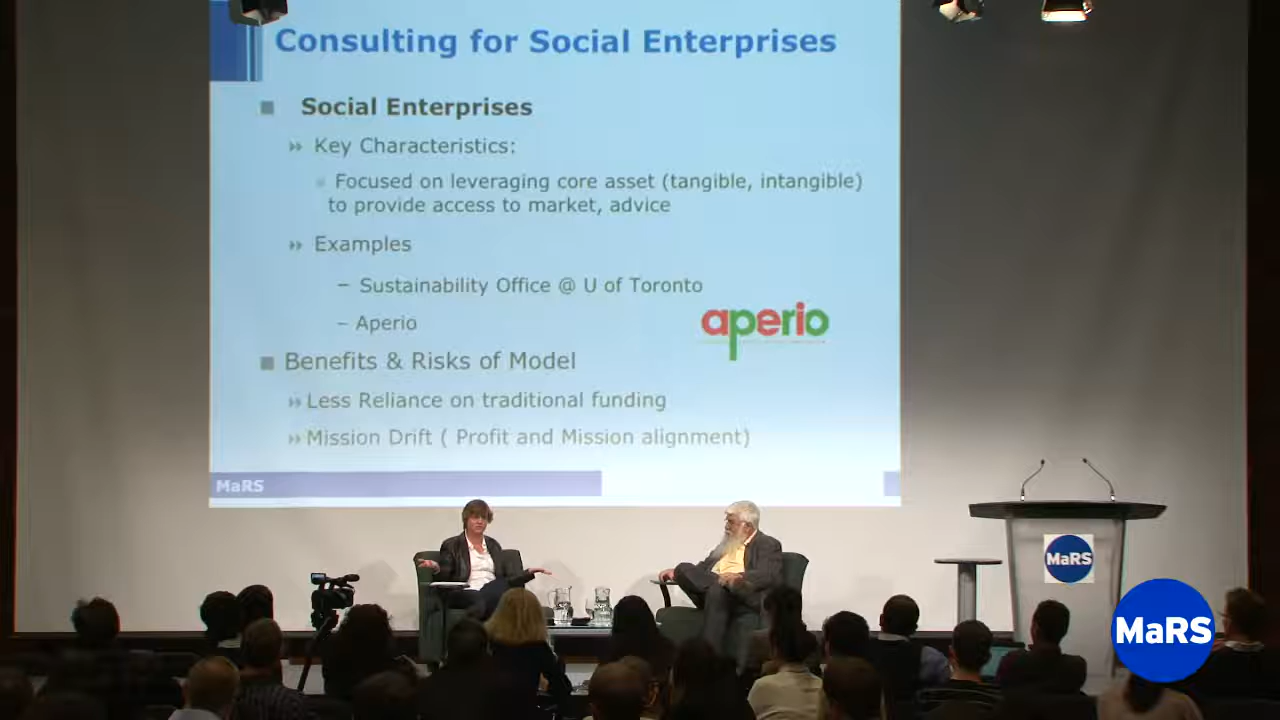 Consulting for Social Enterprises
Social Enterprises
Key Characteristics:
Focused on leveraging core asset (tangible, intangible)
to provide access to market, advice
Examples
– Sustainability Office @ U of Toronto
– Aperio
aperio
Benefits & Risks of Model
Less Reliance on traditional funding
Mission Drift ( Profit and Mission alignment)
MaRS
MaRS
MaRS